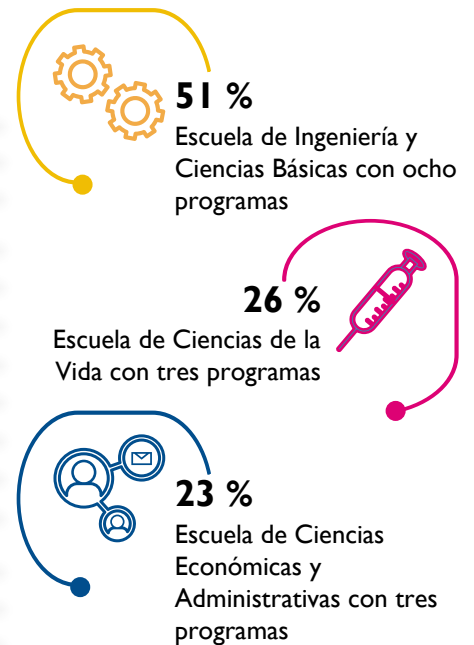 51 %
Escuela de Ingeniería y
Ciencias Básicas con ocho
programas
26 %
Escuela de Ciencias de la
Vida con tres programas
23 %
Escuela de Ciencias
Económicas y
Administrativas con tres
programas